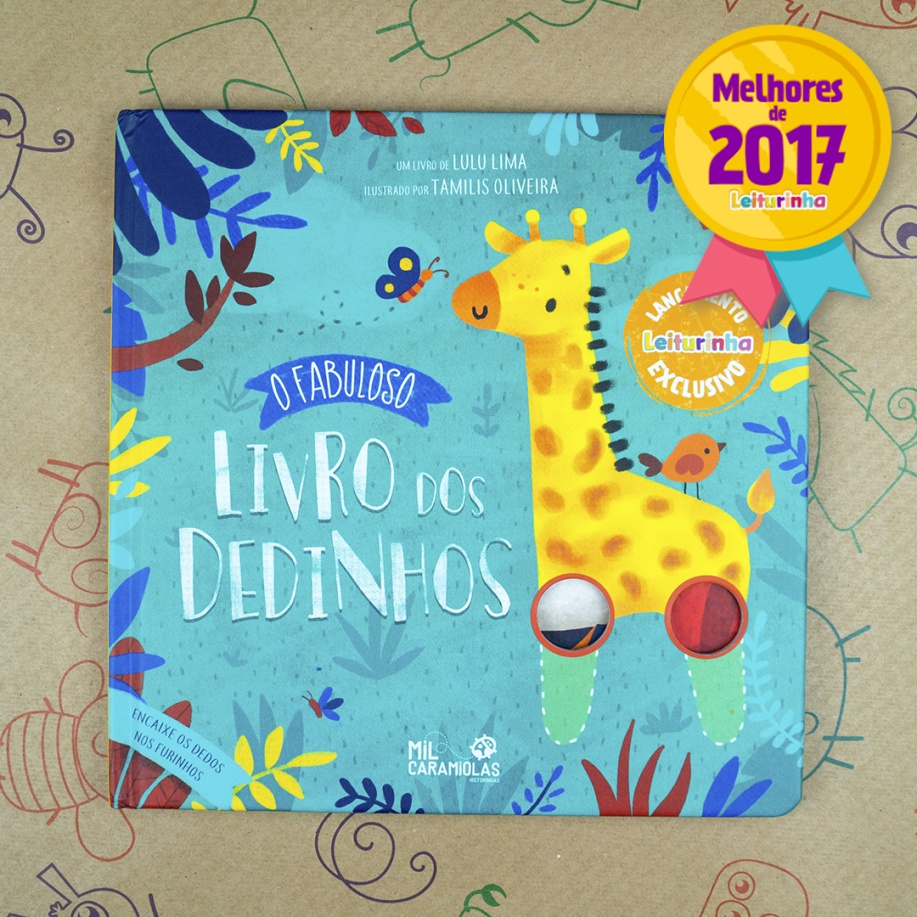 Melhores
de
2017
Leiturinha
UM LIVRO DE LULU LIMA
ILUSTRADO POR TAMILIS OLIVEIRA
LANÇAMENTO
Leiturinha
EXCLUSIVO
O FABULOSO
LIVRO DOS
DEDINHOS
ENCAIXE OS DEDOS
NOS FURINHOS
MIL
CARAMIOLAS
HISTORINHAS